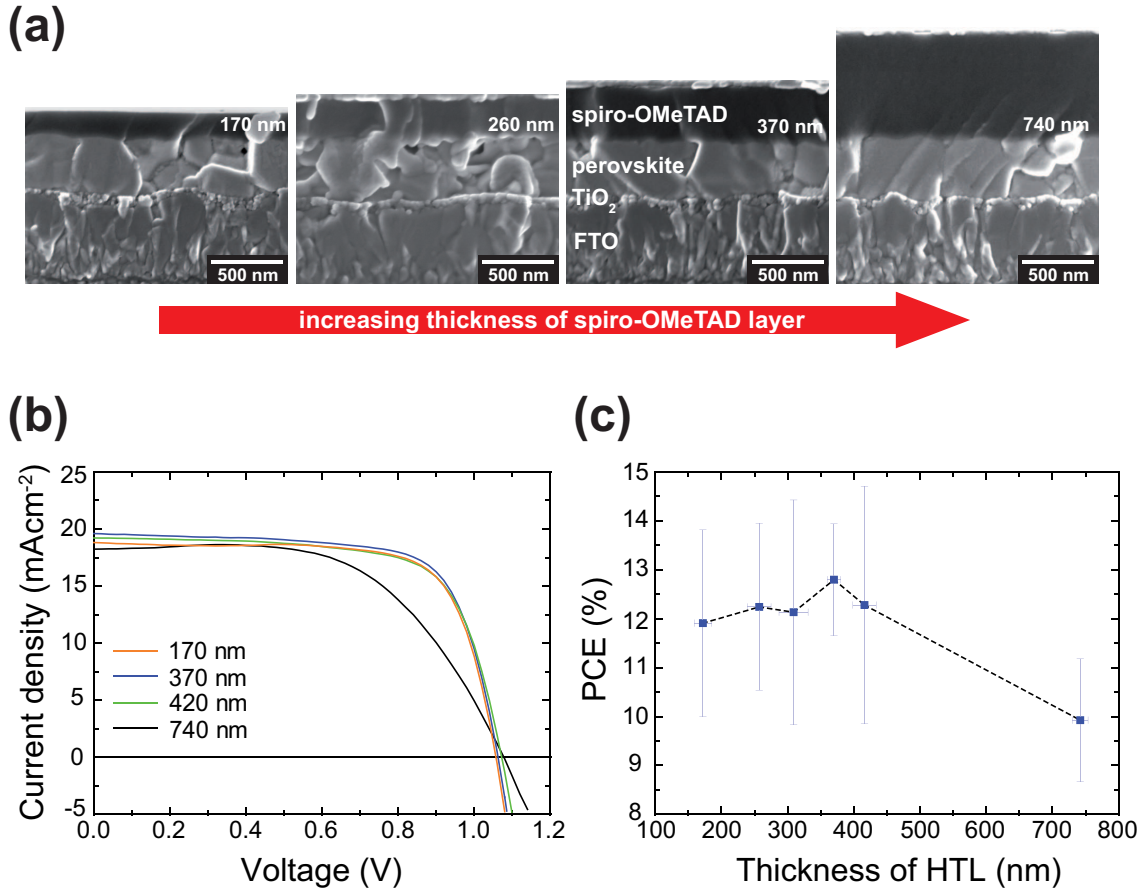 (a)
170 nm
260 nm
spiro-OMeTAD
370 nm
740 nm
perovskite
TiO₂
FTO
500 nm
500 nm
500 nm
500 nm
increasing thickness of spiro-OMeTAD layer
(b)
Current density (mAcm⁻²)
25
20
15
10
5
0
-5
170 nm
370 nm
420 nm
740 nm
0.0 0.2 0.4 0.6 0.8 1.0 1.2
Voltage (V)
(c)
PCE (%)
15
14
13
12
11
10
9
8
100 200 300 400 500 600 700 800
Thickness of HTL (nm)